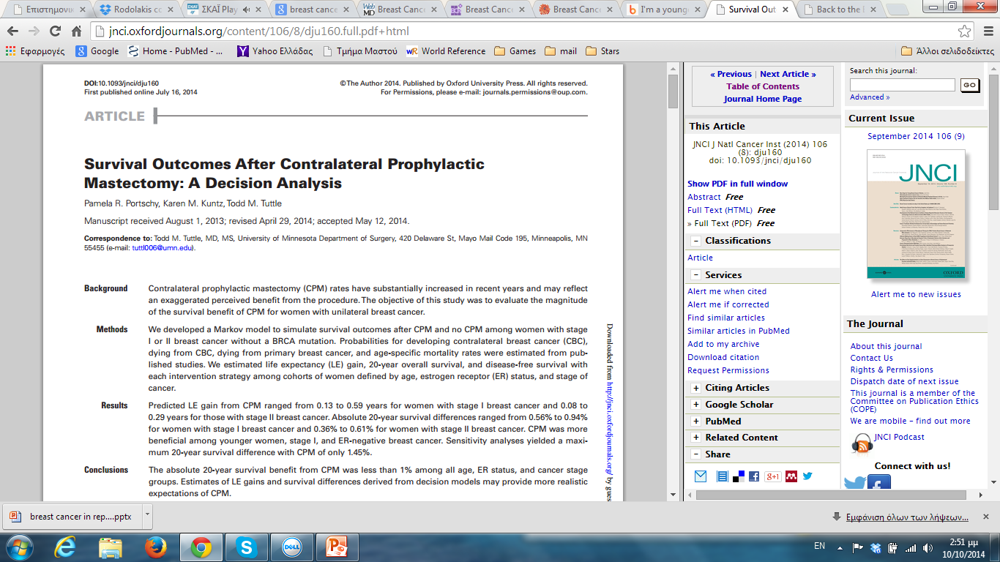 Επιστημονι
Rodolakis co
ΣΚΑΪ Play
breast cance
Breast Cance
Breast Cance
Breast Cance
I'm a young
Survival Out
Back to the
jnci.oxfordjournals.org/content/106/8/dju160.full.pdf+html
Εφαρμογές
Google
Home - PubMed - ...
Yahoo Ελλάδας
Τμήμα Μαστού
World Reference
Games
mail
Stars
Άλλοι σελιδοδείκτες
DOI:10.1093/jnci/dju160
First published online July 16, 2014
©The Author 2014. Published by Oxford University Press. All rights reserved.
For Permissions, please e-mail: journals.permissions@oup.com.
ARTICLE
Survival Outcomes After Contralateral Prophylactic
Mastectomy: A Decision Analysis
Pamela R. Portschy, Karen M. Kuntz, Todd M. Tuttle
Manuscript received August 1, 2013; revised April 29, 2014; accepted May 12, 2014.
Correspondence to: Todd M. Tuttle, MD, MS, University of Minnesota Department of Surgery, 420 Delaware St, Mayo Mail Code 195, Minneapolis, MN
55455 (e-mail: tuttl006@umn.edu).
Background Contralateral prophylactic mastectomy (CPM) rates have substantially increased in recent years and may reflect
an exaggerated perceived benefit from the procedure. The objective of this study was to evaluate the magnitude
of the survival benefit of CPM for women with unilateral breast cancer.
Methods We developed a Markov model to simulate survival outcomes after CPM and no CPM among women with stage
I or II breast cancer without a BRCA mutation. Probabilities for developing contralateral breast cancer (CBC),
dying from CBC, dying from primary breast cancer, and age-specific mortality rates were estimated from pub-
lished studies. We estimated life expectancy (LE) gain, 20-year overall survival, and disease-free survival with
each intervention strategy among cohorts of women defined by age, estrogen receptor (ER) status, and stage of
cancer.
Results Predicted LE gain from CPM ranged from 0.13 to 0.59 years for women with stage I breast cancer and 0.08 to
0.29 years for those with stage II breast cancer. Absolute 20-year survival differences ranged from 0.56% to 0.94%
for women with stage I breast cancer and 0.36% to 0.61% for women with stage II breast cancer. CPM was more
beneficial among younger women, stage I, and ER-negative breast cancer. Sensitivity analyses yielded a maxi-
mum 20-year survival difference with CPM of only 1.45%.
Conclusions The absolute 20-year survival benefit from CPM was less than 1% among all age, ER status, and cancer stage
groups. Estimates of LE gains and survival differences derived from decision models may provide more realistic
expectations of CPM.
Downloaded from http://jnci.oxfordjournals.org/ by gues
« Previous | Next Article »
Table of Contents
Journal Home Page
This Article
JNCI J Natl Cancer Inst (2014) 106
(8): dju160
doi: 10.1093/jnci/dju160
Show PDF in full window
Abstract Free
Full Text (HTML) Free
» Full Text (PDF) Free
− Classifications
Article
− Services
Alert me when cited
Alert me if corrected
Find similar articles
Similar articles in PubMed
Add to my archive
Download citation
Request Permissions
+ Citing Articles
+ Google Scholar
+ PubMed
+ Related Content
− Share
Search this journal:
GO
Advanced »
Current Issue
September 2014 106 (9)
JNCI
OXFORD
Alert me to new issues
The Journal
About this journal
Contact Us
Rights & Permissions
Dispatch date of next issue
This journal is a member of the
Committee on Publication Ethics
(COPE)
We are mobile – find out more
JNCI Podcast
Connect with us!
breast cancer in rep....pptx
Εμφάνιση όλων των λήψεων...
EN
2:51 μμ
10/10/2014